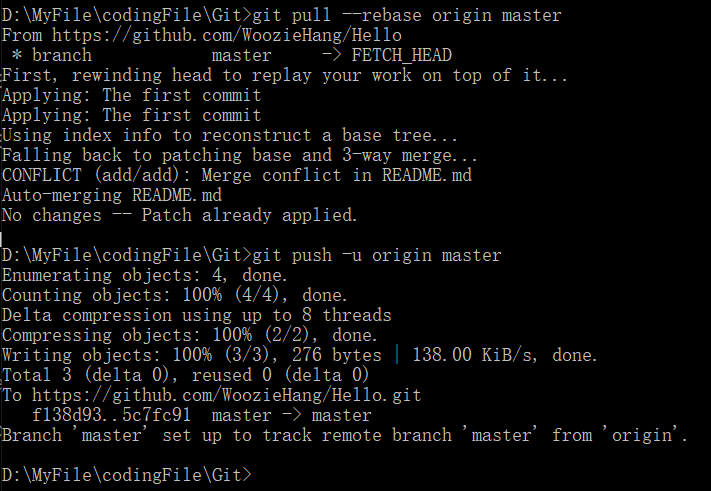 D:\MyFile\codingFile\Git>git pull --rebase origin master
From https://github.com/WoozieHang/Hello
 * branch            master     -> FETCH_HEAD
First, rewinding head to replay your work on top of it...
Applying: The first commit
Applying: The first commit
Using index info to reconstruct a base tree...
Falling back to patching base and 3-way merge...
CONFLICT (add/add): Merge conflict in README.md
Auto-merging README.md
No changes -- Patch already applied.
D:\MyFile\codingFile\Git>git push -u origin master
Enumerating objects: 4, done.
Counting objects: 100% (4/4), done.
Delta compression using up to 8 threads
Compressing objects: 100% (2/2), done.
Writing objects: 100% (3/3), 276 bytes | 138.00 KiB/s, done.
Total 3 (delta 0), reused 0 (delta 0)
To https://github.com/WoozieHang/Hello.git
   f138d93..5c7fc91  master -> master
Branch 'master' set up to track remote branch 'master' from 'origin'.
D:\MyFile\codingFile\Git>